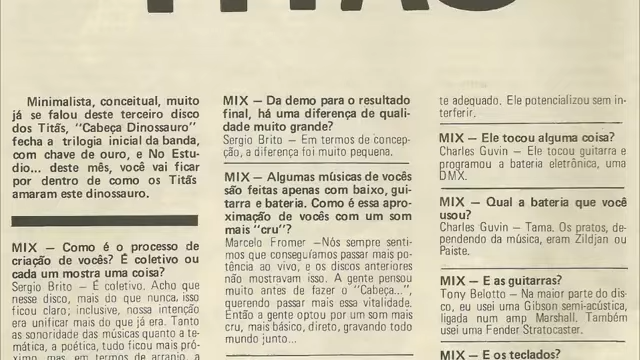 TITÃS
Minimalista, conceitual, muito
já se falou deste terceiro disco
dos Titãs, "Cabeça Dinossauro"
fecha a trilogia inicial da banda,
com chave de ouro, e No Estu-
dio... deste mês, você vai ficar
por dentro de como os Titãs
amaram este dinossauro.
MIX — Como é o processo de
criação de vocês? É coletivo ou
cada um mostra uma coisa?
Sergio Brito — É coletivo. Acho que
nesse disco, mais do que nunca, isso
ficou claro; inclusive, nossa intenção
era unificar mais do que já era. Tanto
as sonoridade das músicas quanto a te-
mática, a poética, tudo ficou mais pró-
ximo, mas, em termos de arranjo, a
MIX — Da demo para o resultado
final, há uma diferença de quali-
dade muito grande?
Sergio Brito — Em termos de concep-
ção, a diferença foi muito pequena.
MIX — Algumas músicas de vocês
são feitas apenas com baixo, gui-
tarra e bateria. Como é essa apro-
ximação de vocês com um som
mais "cru"?
Marcelo Fromer —Nós sempre senti-
mos que conseguíamos passar mais po-
tência ao vivo, e os discos anteriores
não mostravam isso. A gente pensou
muito antes de fazer o "Cabeça...",
querendo passar mais essa vitalidade.
Então a gente optou por um som mais
cru, mais básico, direto, gravando todo
mundo junto...
te adequado. Ele potencializou sem in-
terferir.
MIX — Ele tocou alguma coisa?
Charles Guvin — Ele tocou guitarra e
programou a bateria eletrônica, uma
DMX.
MIX — Qual a bateria que você
usou?
Charles Guvin — Tama. Os pratos, de-
pendendo da música, eram Zildjan ou
Paiste.
MIX — E as guitarras?
Tony Belotto — Na maior parte do dis-
co, eu usei uma Gibson semi-acústica,
ligada num amp Marshall. Também
usei uma Fender Stratocaster.
MIX — E os teclados?